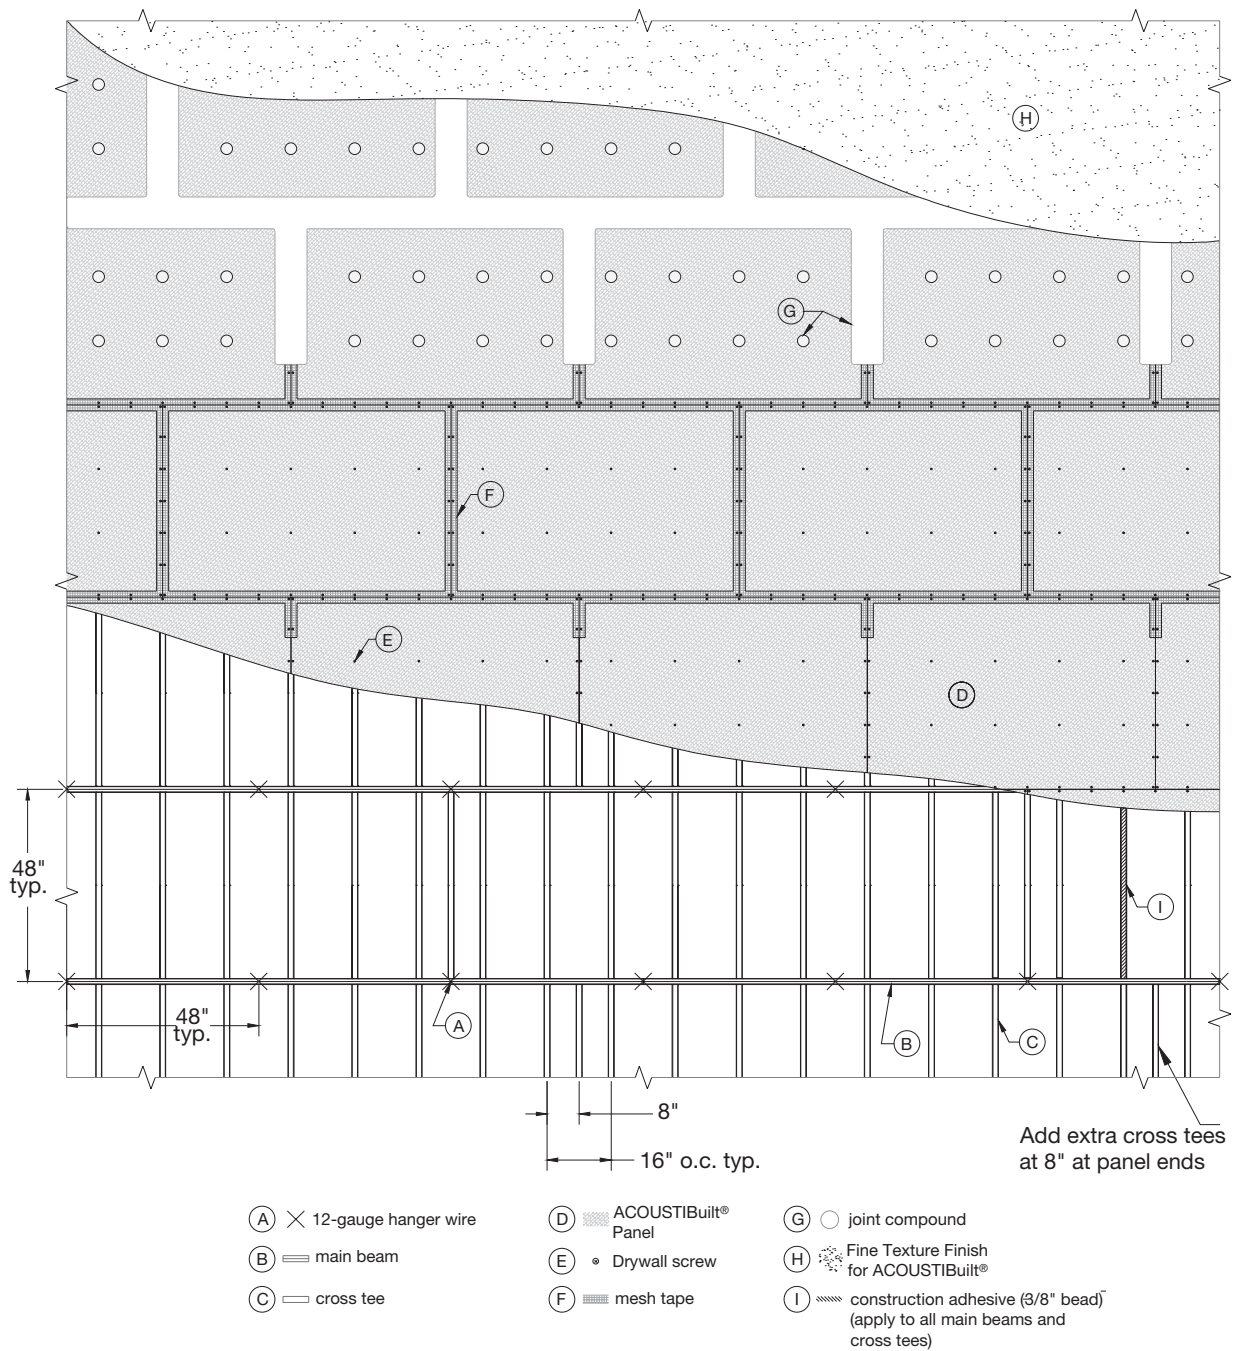 H
G
F
E
D
48"
typ.
I
48"
typ.
A
B
C
8"
16" o.c. typ.
Add extra cross tees
at 8" at panel ends
A 12-gauge hanger wire
B main beam
C cross tee
D ACOUSTIBuilt®
Panel
E Drywall screw
F mesh tape
G joint compound
H Fine Texture Finish
for ACOUSTIBuilt®
I construction adhesive (3/8" bead)
(apply to all main beams and
cross tees)